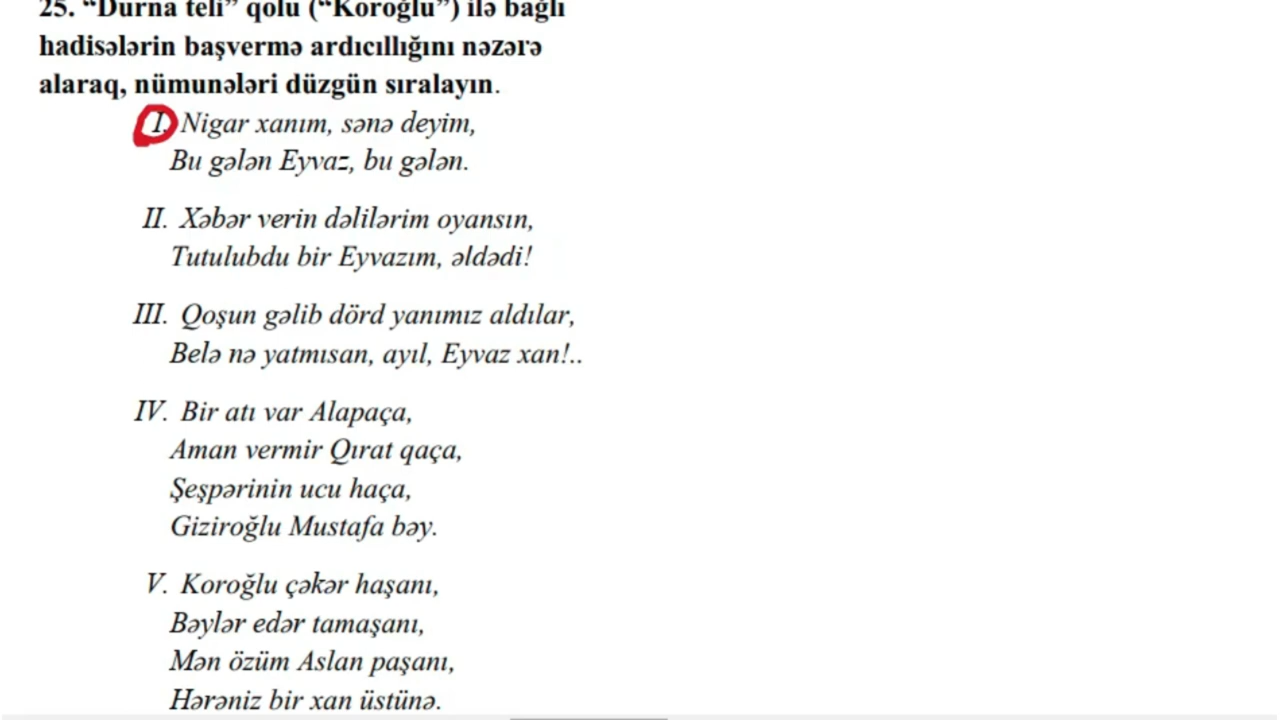 25. “Durna teli” qolu (“Koroğlu”) ilə bağlı
hadisələrin başvermə ardıcıllığını nəzərə
alaraq, nümunələri düzgün sıralayın.
I. Nigar xanım, sənə deyim,
Bu gələn Eyvaz, bu gələn.
II. Xəbər verin dəlilərim oyansın,
Tutulubdu bir Eyvazım, əldədi!
III. Qoşun gəlib dörd yanımız aldılar,
Belə nə yatmısan, ayıl, Eyvaz xan!..
IV. Bir atı var Alapaça,
Aman vermir Qırat qaça,
Şeşpərinin ucu haça,
Giziroğlu Mustafa bəy.
V. Koroğlu çəkər haşanı,
Bəylər edər tamaşanı,
Mən özüm Aslan paşanı,
Hərəniz bir xan üstünə.